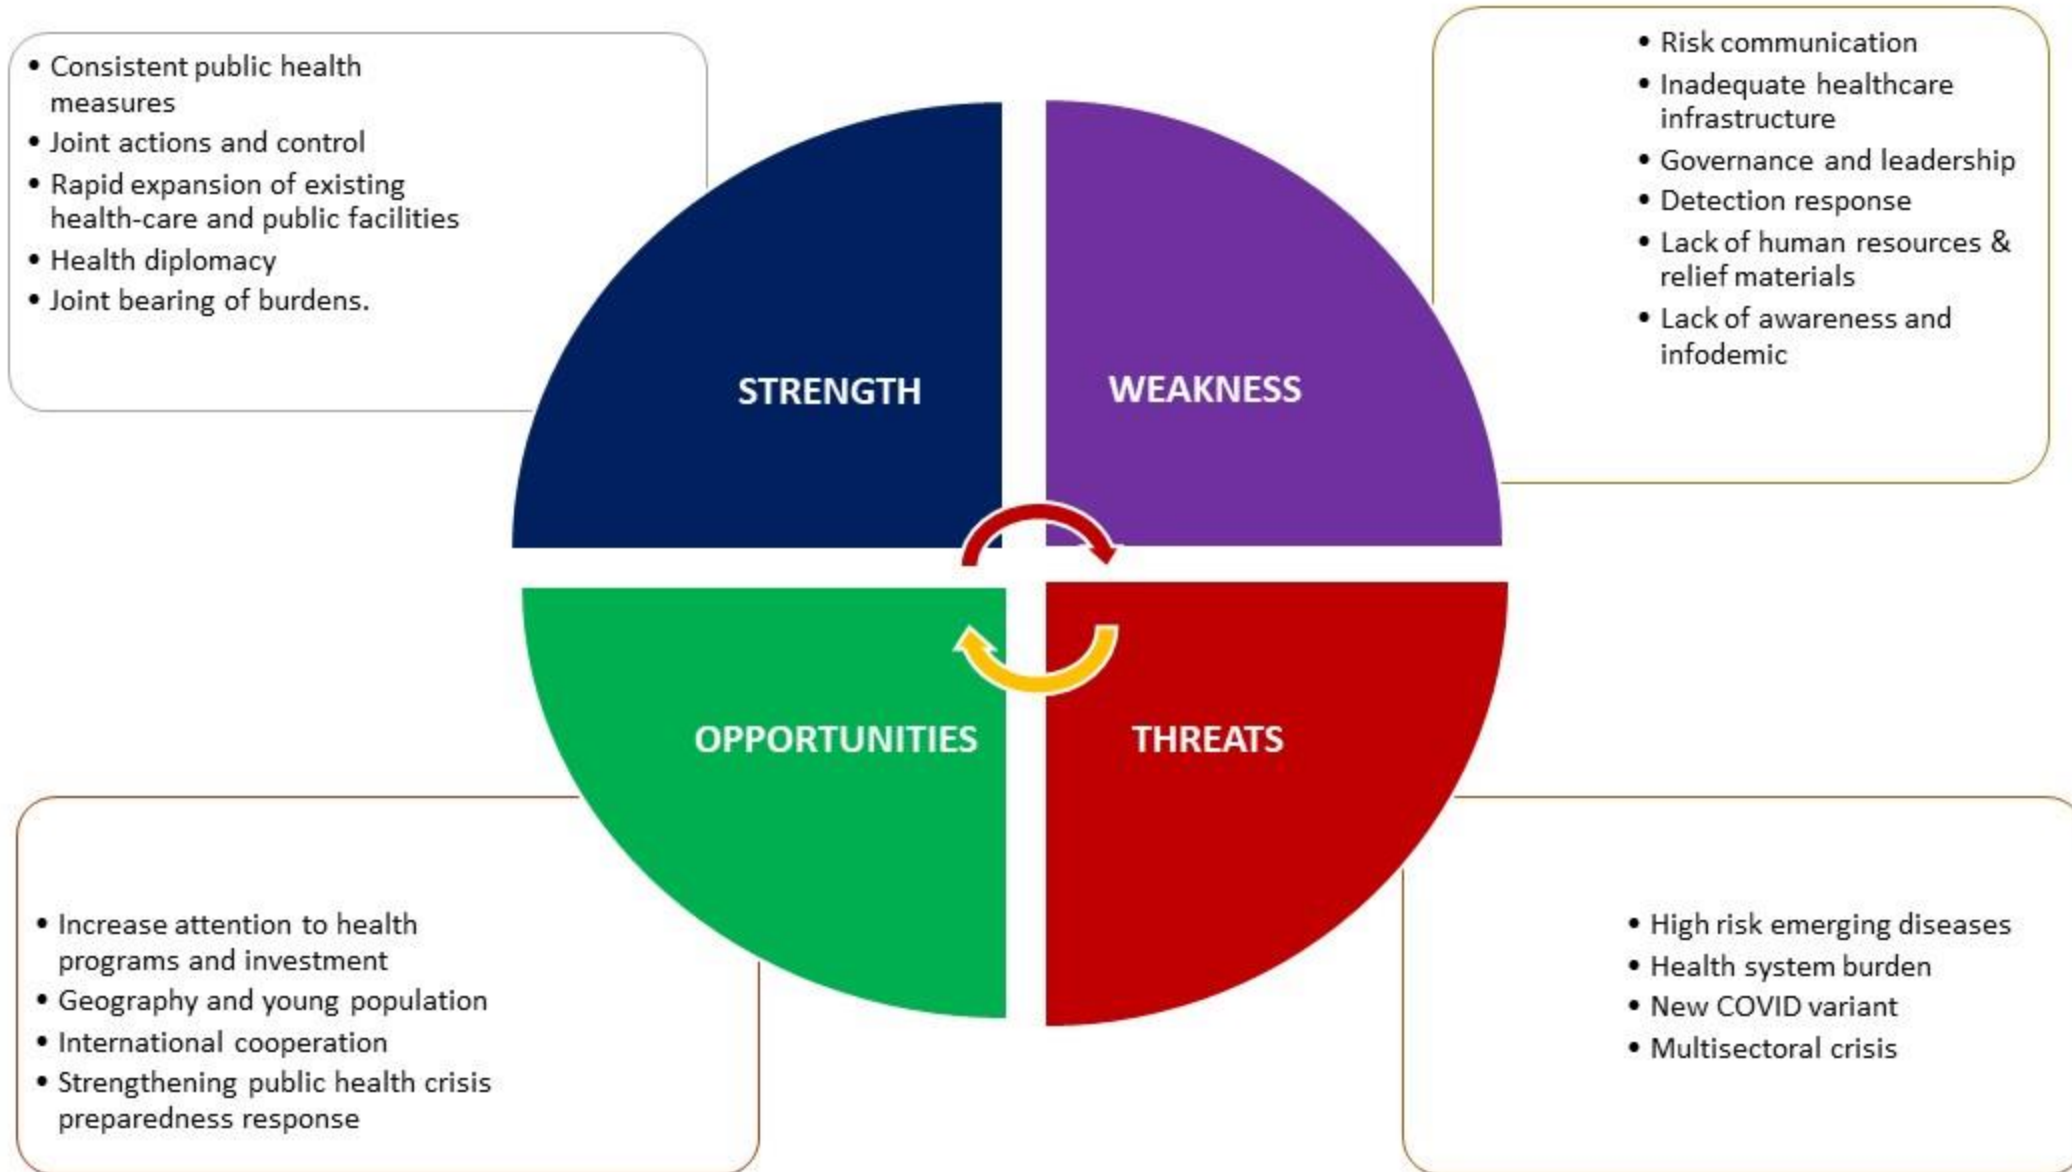 • Consistent public health
measures
• Joint actions and control
• Rapid expansion of existing
health-care and public facilities
• Health diplomacy
• Joint bearing of burdens.
• Risk communication
• Inadequate healthcare
infrastructure
• Governance and leadership
• Detection response
• Lack of human resources &
relief materials
• Lack of awareness and
infodemic
STRENGTH
WEAKNESS
OPPORTUNITIES
THREATS
• Increase attention to health
programs and investment
• Geography and young population
• International cooperation
• Strengthening public health crisis
preparedness response
• High risk emerging diseases
• Health system burden
• New COVID variant
• Multisectoral crisis